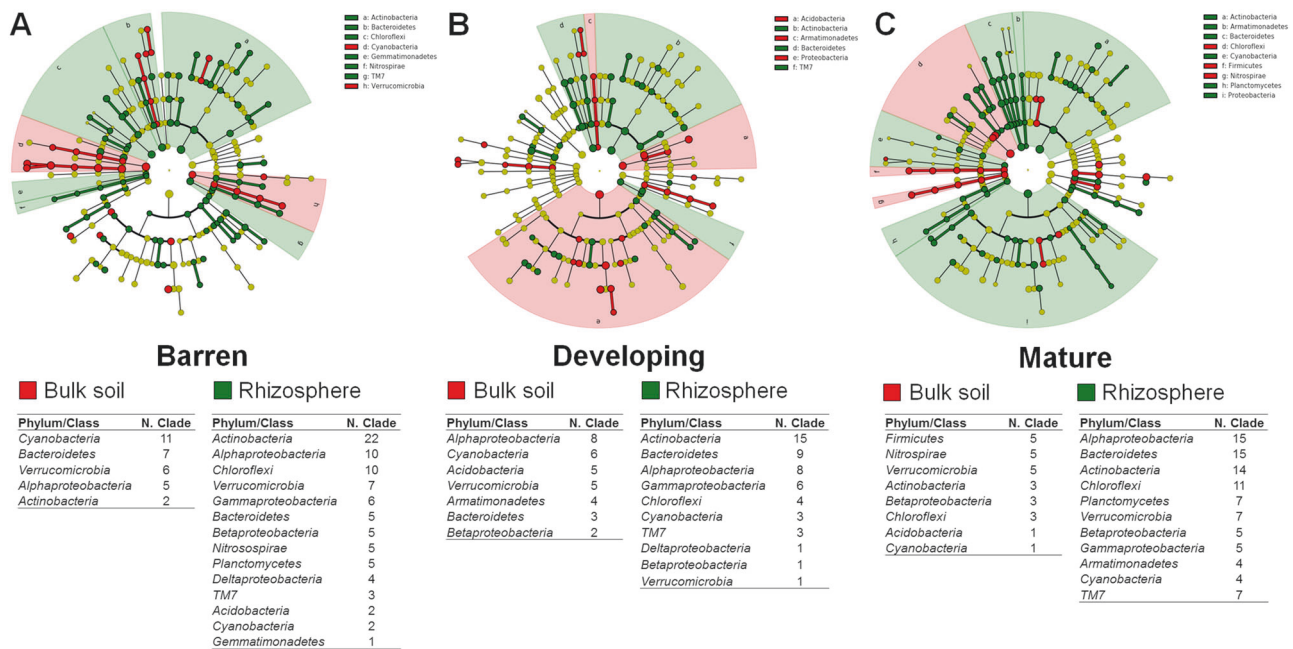 A
a: Actinobacteria
b: Bacteroidetes
c: Chloroflexi
d: Cyanobacteria
e: Gemmatimonadetes
f: Nitrospirae
g: TM7
h: Verrucomicrobia
a
b
c
d
e
f
g
h
B
a: Acidobacteria
b: Actinobacteria
c: Armatimonadetes
d: Bacteroidetes
e: Proteobacteria
f: TM7
a
b
c
d
e
f
C
a: Actinobacteria
b: Armatimonadetes
c: Bacteroidetes
d: Chloroflexi
e: Cyanobacteria
f: Firmicutes
g: Nitrospirae
h: Planctomycetes
i: Proteobacteria
a
b
c
d
e
f
g
h
i
Barren
Bulk soil
Phylum/Class N. Clade
Cyanobacteria 11
Bacteroidetes 7
Verrucomicrobia 6
Alphaproteobacteria 5
Actinobacteria 2
Rhizosphere
Phylum/Class N. Clade
Actinobacteria 22
Alphaproteobacteria 10
Chloroflexi 10
Verrucomicrobia 7
Gammaproteobacteria 6
Bacteroidetes 5
Betaproteobacteria 5
Nitrosospirae 5
Planctomycetes 5
Deltaproteobacteria 4
TM7 3
Acidobacteria 2
Cyanobacteria 2
Gemmatimonadetes 1
Developing
Bulk soil
Phylum/Class N. Clade
Alphaproteobacteria 8
Cyanobacteria 6
Acidobacteria 5
Verrucomicrobia 5
Armatimonadetes 4
Bacteroidetes 3
Betaproteobacteria 2
Rhizosphere
Phylum/Class N. Clade
Actinobacteria 15
Bacteroidetes 9
Alphaproteobacteria 8
Gammaproteobacteria 6
Chloroflexi 4
Cyanobacteria 3
TM7 3
Deltaproteobacteria 1
Betaproteobacteria 1
Verrucomicrobia 1
Mature
Bulk soil
Phylum/Class N. Clade
Firmicutes 5
Nitrospirae 5
Verrucomicrobia 5
Actinobacteria 3
Betaproteobacteria 3
Chloroflexi 3
Acidobacteria 1
Cyanobacteria 1
Rhizosphere
Phylum/Class N. Clade
Alphaproteobacteria 15
Bacteroidetes 15
Actinobacteria 14
Chloroflexi 11
Planctomycetes 7
Verrucomicrobia 7
Betaproteobacteria 5
Gammaproteobacteria 5
Armatimonadetes 4
Cyanobacteria 4
TM7 7